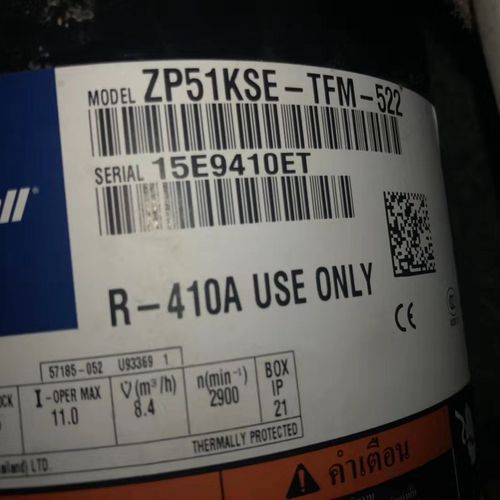 MODEL ZP51KSE-TFM-522
SERIAL 15E9410ET
R-410A USE ONLY
CE
57185-052 U93369 1
I-OPER MAX V̇(m³/h) n(min⁻¹) BOX IP
11.0 8.4 2900 21
THERMALLY PROTECTED
LTD.
คำเตือน